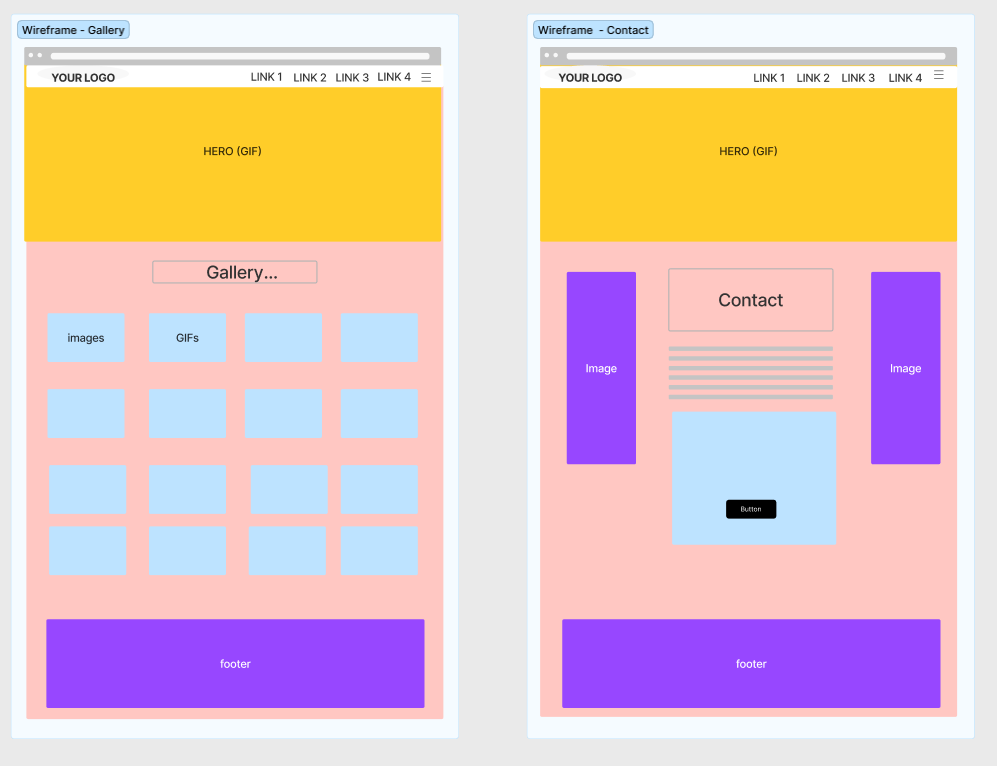 Wireframe - Gallery
YOUR LOGO LINK 1 LINK 2 LINK 3 LINK 4
HERO (GIF)
Gallery...
images GIFs
footer
Wireframe - Contact
YOUR LOGO LINK 1 LINK 2 LINK 3 LINK 4
HERO (GIF)
Contact
Image Image
Button
footer